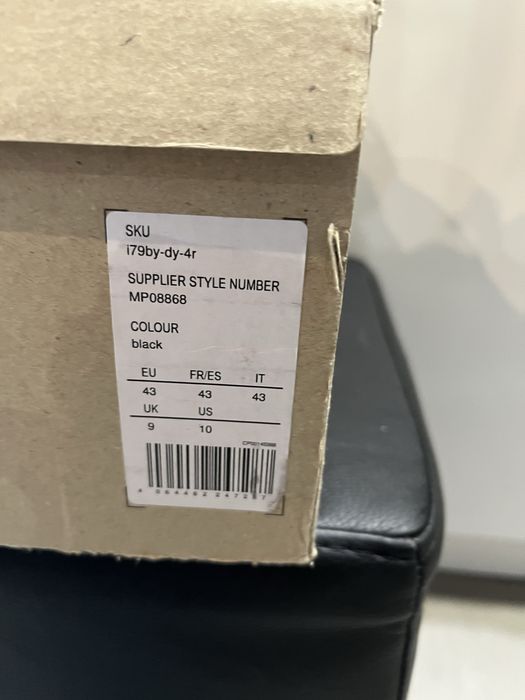 SKU
i79by-dy-4r
SUPPLIER STYLE NUMBER
MP08868
COLOUR
black
EU FR/ES IT
43 43 43
UK US
9 10